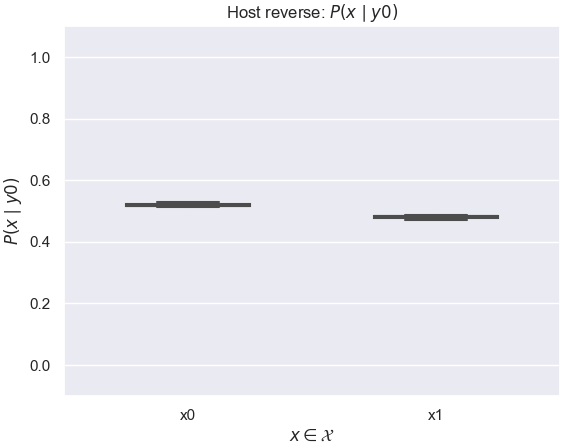 Host reverse: P(x | y0)
1.0
0.8
0.6
0.4
0.2
0.0
P(x | y0)
x0
x1
x ∈ 𝒳